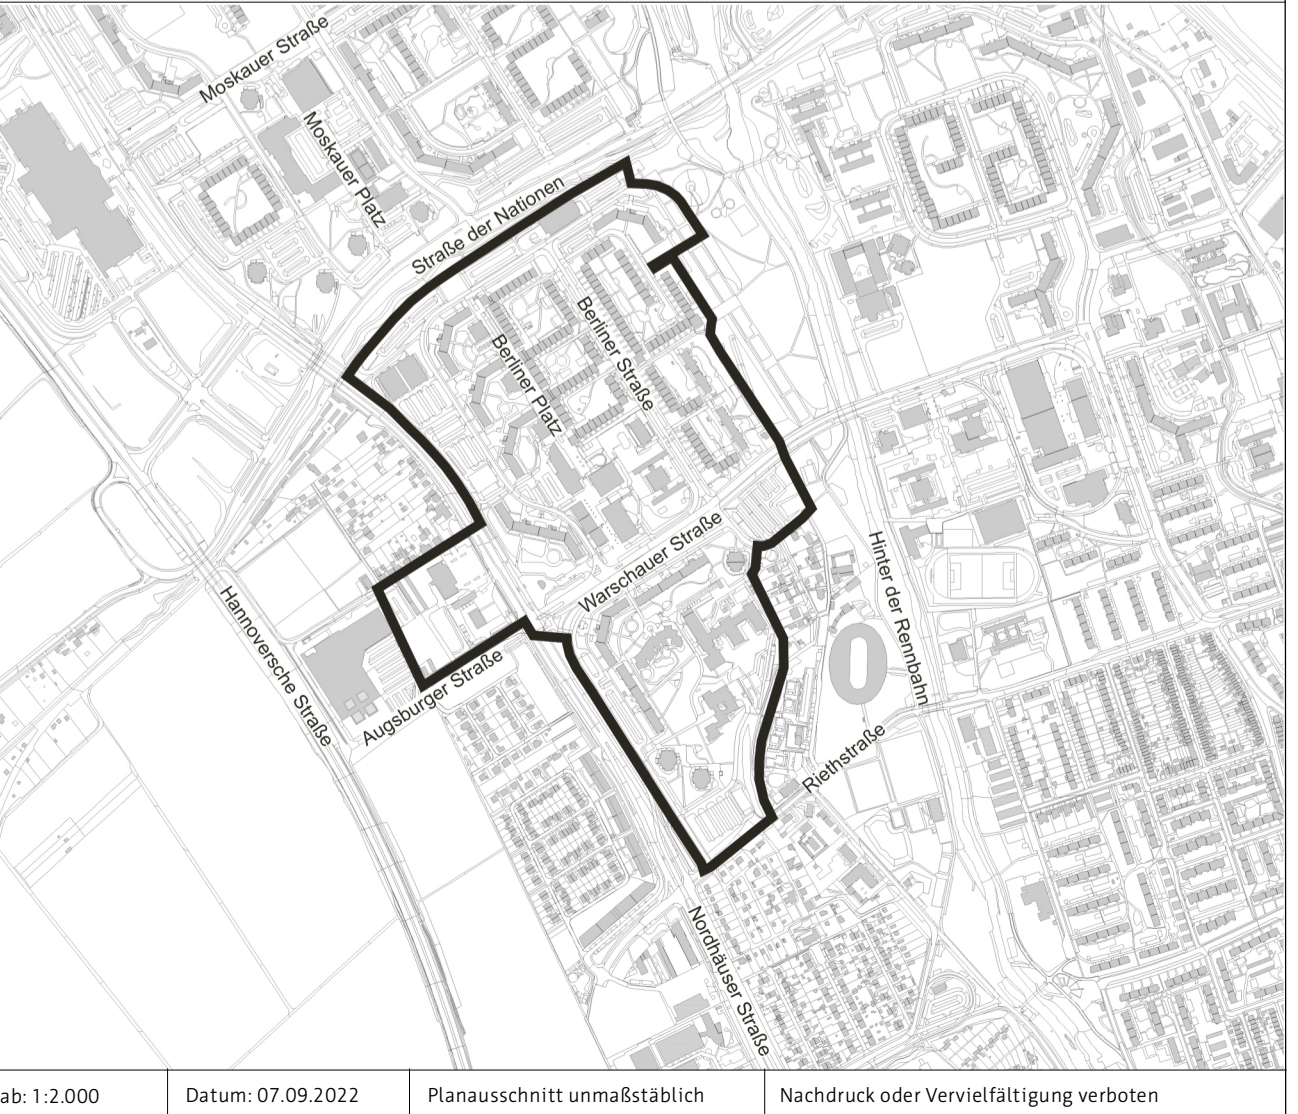 Moskauer Straße
Moskauer Platz
Straße der Nationen
Berliner Straße
Berliner Platz
Warschauer Straße
Hinter der Rennbahn
Hannoversche Straße
Augsburger Straße
Riethstraße
Nordhäuser Straße
ab: 1:2.000
Datum: 07.09.2022
Planausschnitt unmaßstäblich
Nachdruck oder Vervielfältigung verboten